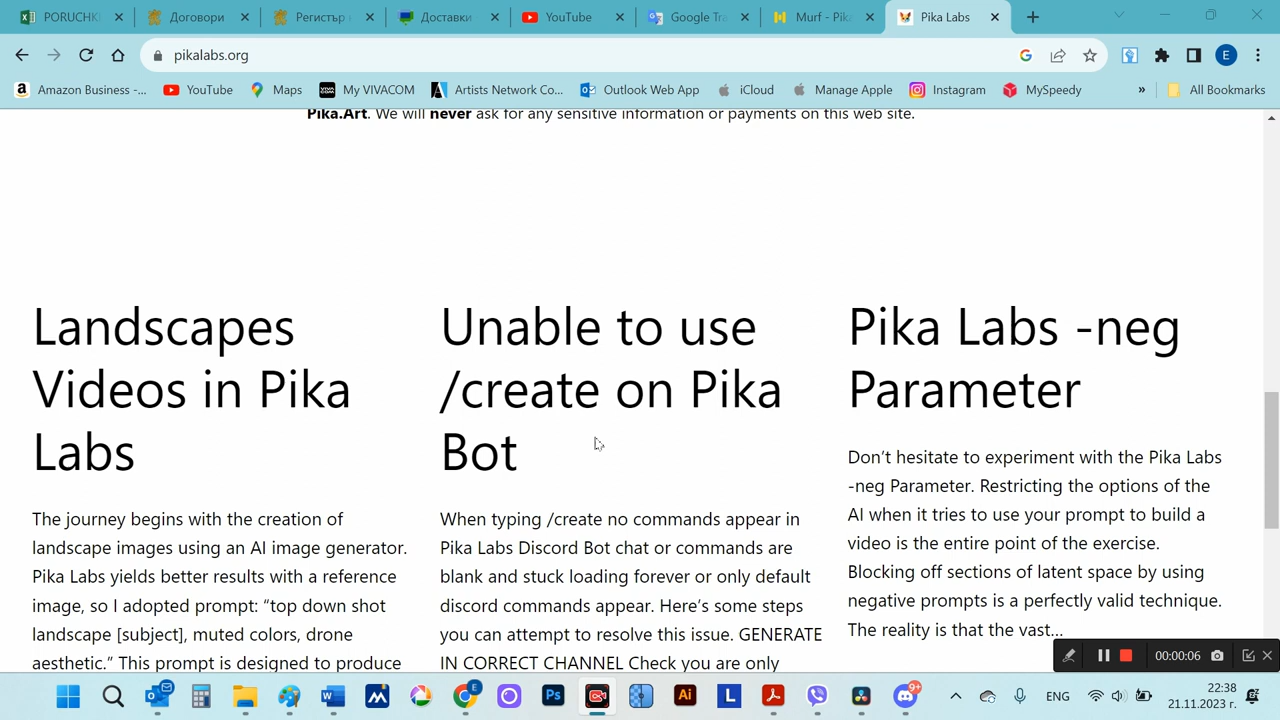 PORUCHK
Договори
Регистър
Доставки
YouTube
Google Tra
Murf - Pika
Pika Labs
pikalabs.org
E
Amazon Business -...
YouTube
Maps
My VIVACOM
Artists Network Co...
Outlook Web App
iCloud
Manage Apple
Instagram
MySpeedy
»
All Bookmarks
Pika.Art. We will never ask for any sensitive information or payments on this web site.
Landscapes
Videos in Pika
Labs
The journey begins with the creation of
landscape images using an AI image generator.
Pika Labs yields better results with a reference
image, so I adopted prompt: “top down shot
landscape [subject], muted colors, drone
aesthetic.” This prompt is designed to produce
Unable to use
/create on Pika
Bot
When typing /create no commands appear in
Pika Labs Discord Bot chat or commands are
blank and stuck loading forever or only default
discord commands appear. Here’s some steps
you can attempt to resolve this issue. GENERATE
IN CORRECT CHANNEL Check you are only
Pika Labs -neg
Parameter
Don’t hesitate to experiment with the Pika Labs
-neg Parameter. Restricting the options of the
AI when it tries to use your prompt to build a
video is the entire point of the exercise.
Blocking off sections of latent space by using
negative prompts is a perfectly valid technique.
The reality is that the vast...
00:00:06
E
Ps
Ai
L
9+
ENG
22:38
21.11.2023 г.